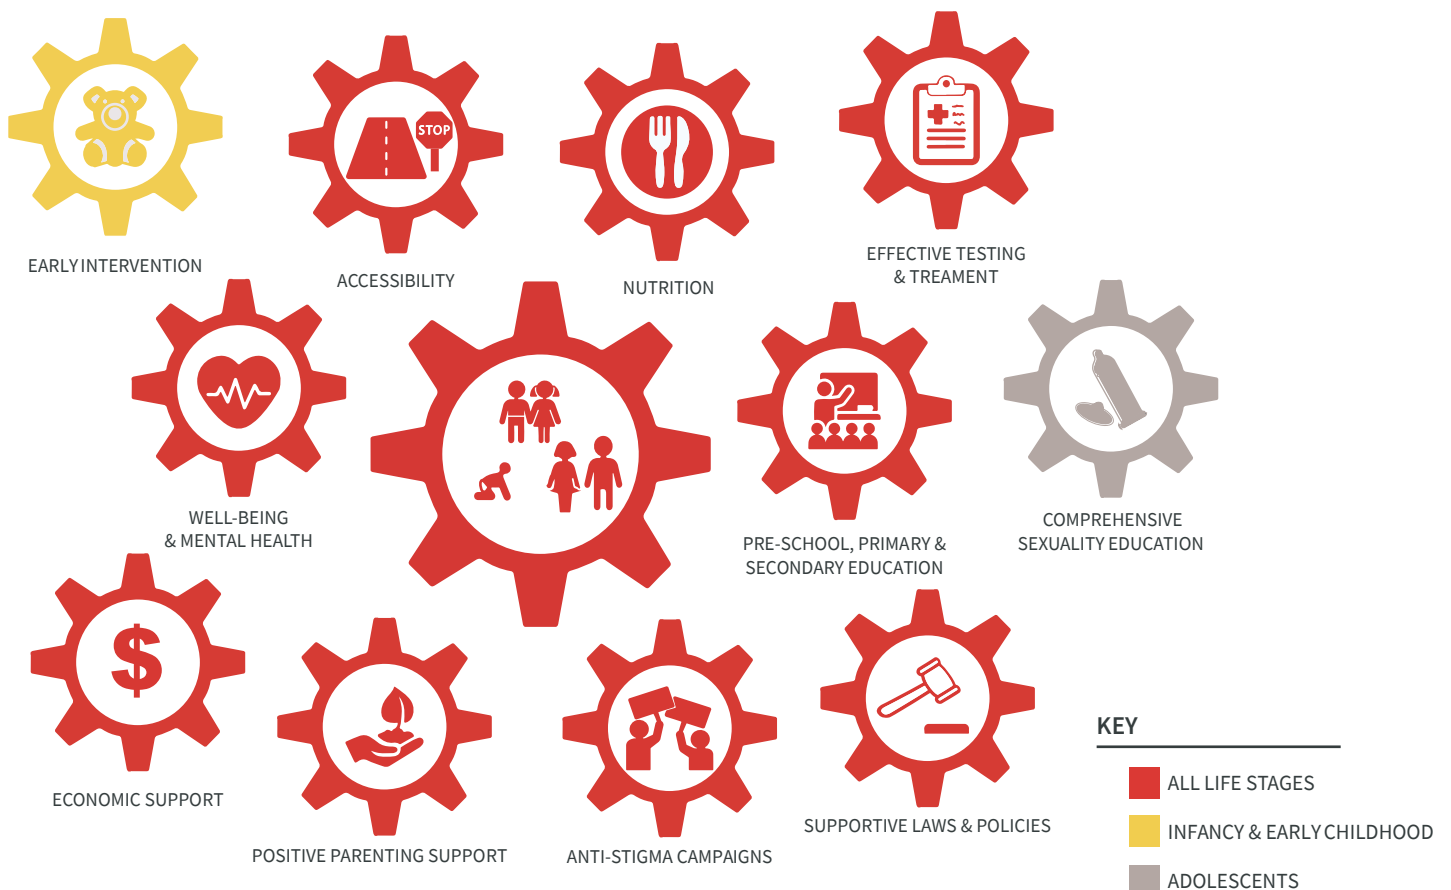 STOP
EARLY INTERVENTION
ACCESSIBILITY
NUTRITION
EFFECTIVE TESTING
& TREAMENT
WELL-BEING
& MENTAL HEALTH
PRE-SCHOOL, PRIMARY &
SECONDARY EDUCATION
COMPREHENSIVE
SEXUALITY EDUCATION
$
ECONOMIC SUPPORT
POSITIVE PARENTING SUPPORT
ANTI-STIGMA CAMPAIGNS
SUPPORTIVE LAWS & POLICIES
KEY
ALL LIFE STAGES
INFANCY & EARLY CHILDHOOD
ADOLESCENTS